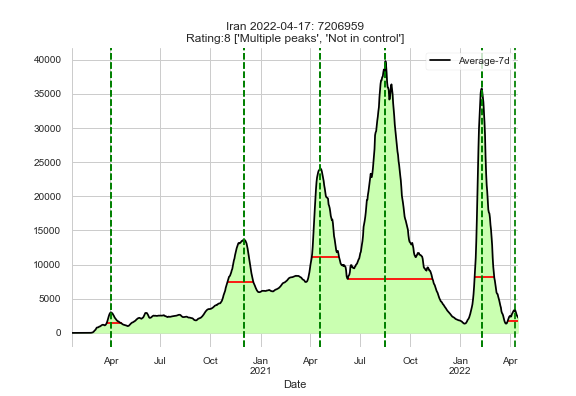 Iran 2022-04-17: 7206959
Rating:8 ['Multiple peaks', 'Not in control']
Average-7d
40000
35000
30000
25000
20000
15000
10000
5000
0
Apr Jul Oct Jan Apr Jul Oct Jan Apr
2021 2022
Date